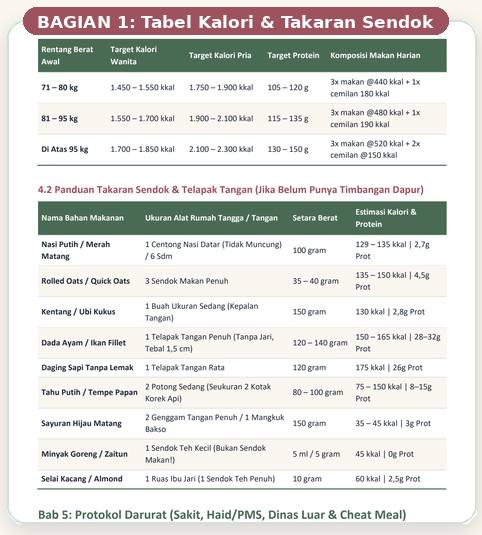 BAGIAN 1: Tabel Kalori & Takaran Sendok
Rentang Berat Awal | Target Kalori Wanita | Target Kalori Pria | Target Protein | Komposisi Makan Harian
71 – 80 kg | 1.450 – 1.550 kkal | 1.750 – 1.900 kkal | 105 – 120 g | 3x makan @440 kkal + 1x cemilan 180 kkal
81 – 95 kg | 1.550 – 1.700 kkal | 1.900 – 2.100 kkal | 115 – 135 g | 3x makan @480 kkal + 1x cemilan 190 kkal
Di Atas 95 kg | 1.700 – 1.850 kkal | 2.100 – 2.300 kkal | 130 – 150 g | 3x makan @520 kkal + 2x cemilan @150 kkal
4.2 Panduan Takaran Sendok & Telapak Tangan (Jika Belum Punya Timbangan Dapur)
Nama Bahan Makanan | Ukuran Alat Rumah Tangga / Tangan | Setara Berat | Estimasi Kalori & Protein
Nasi Putih / Merah Matang | 1 Centong Nasi Datar (Tidak Muncung) / 6 Sdm | 100 gram | 129 – 135 kkal | 2,7g Prot
Rolled Oats / Quick Oats | 3 Sendok Makan Penuh | 35 – 40 gram | 135 – 150 kkal | 4,5g Prot
Kentang / Ubi Kukus | 1 Buah Ukuran Sedang (Kepalan Tangan) | 150 gram | 130 kkal | 2,8g Prot
Dada Ayam / Ikan Fillet | 1 Telapak Tangan Penuh (Tanpa Jari, Tebal 1,5 cm) | 120 – 140 gram | 150 – 165 kkal | 28–32g Prot
Daging Sapi Tanpa Lemak | 1 Telapak Tangan Rata | 120 gram | 175 kkal | 26g Prot
Tahu Putih / Tempe Papan | 2 Potong Sedang (Seukuran 2 Kotak Korek Api) | 80 – 100 gram | 75 – 150 kkal | 8–15g Prot
Sayuran Hijau Matang | 2 Genggam Tangan Penuh / 1 Mangkuk Bakso | 150 gram | 35 – 45 kkal | 3g Prot
Minyak Goreng / Zaitun | 1 Sendok Teh Kecil (Bukan Sendok Makan!) | 5 ml / 5 gram | 45 kkal | 0g Prot
Selai Kacang / Almond | 1 Ruas Ibu Jari (1 Sendok Teh Penuh) | 10 gram | 60 kkal | 2,5g Prot
Bab 5: Protokol Darurat (Sakit, Haid/PMS, Dinas Luar & Cheat Meal)